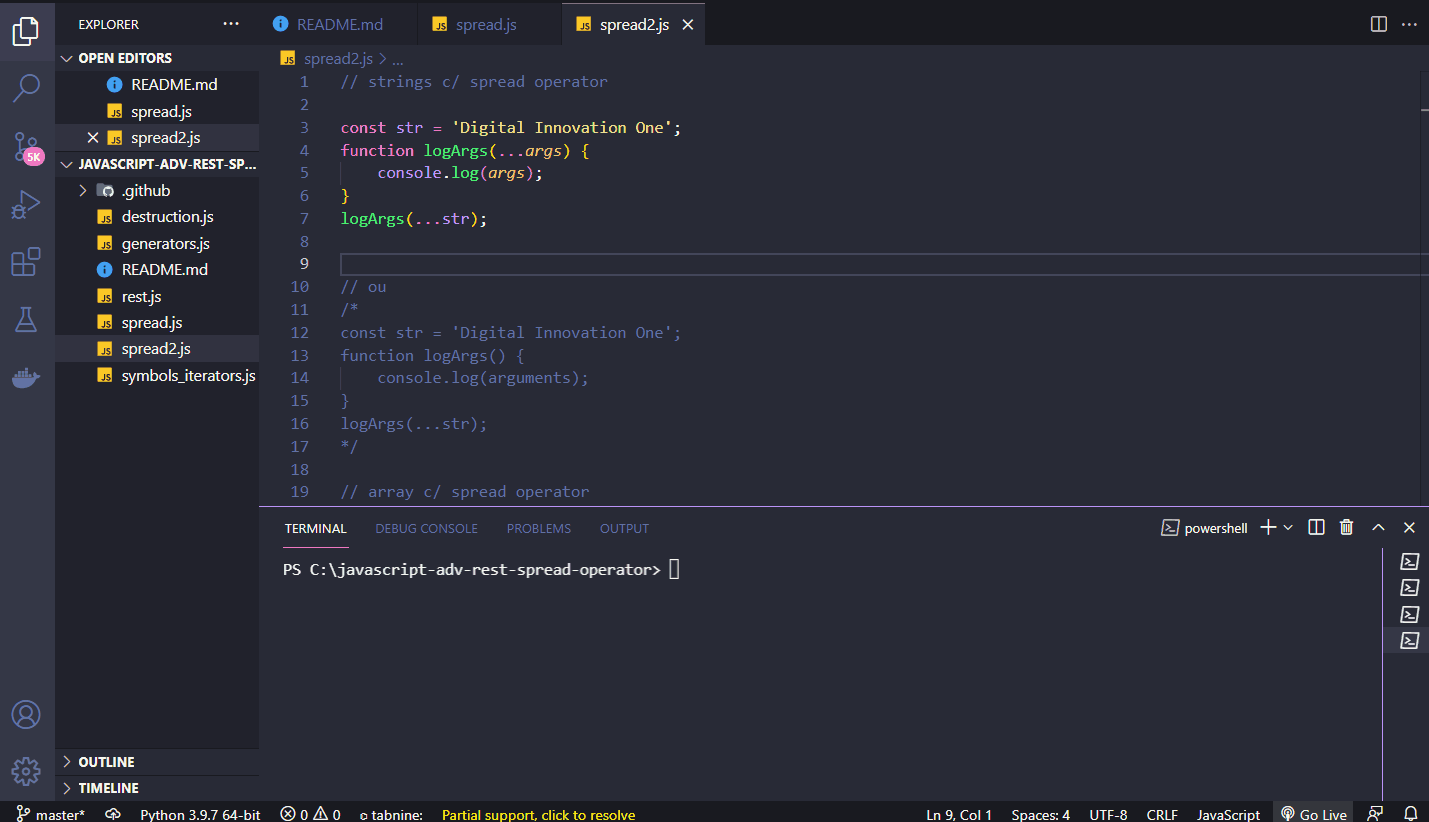 EXPLORER
OPEN EDITORS
README.md
spread.js
spread2.js
JAVASCRIPT-ADV-REST-SP...
.github
destruction.js
generators.js
README.md
rest.js
spread.js
spread2.js
symbols_iterators.js
OUTLINE
TIMELINE
5K
README.md
spread.js
spread2.js
spread2.js > ...
1 // strings c/ spread operator
2
3 const str = 'Digital Innovation One';
4 function logArgs(...args) {
5 console.log(args);
6 }
7 logArgs(...str);
8
9
10 // ou
11 /*
12 const str = 'Digital Innovation One';
13 function logArgs() {
14 console.log(arguments);
15 }
16 logArgs(...str);
17 */
18
19 // array c/ spread operator
TERMINAL DEBUG CONSOLE PROBLEMS OUTPUT
powershell
PS C:\javascript-adv-rest-spread-operator>
master* Python 3.9.7 64-bit 0 0 tabnine: Partial support, click to resolve Ln 9, Col 1 Spaces: 4 UTF-8 CRLF JavaScript Go Live